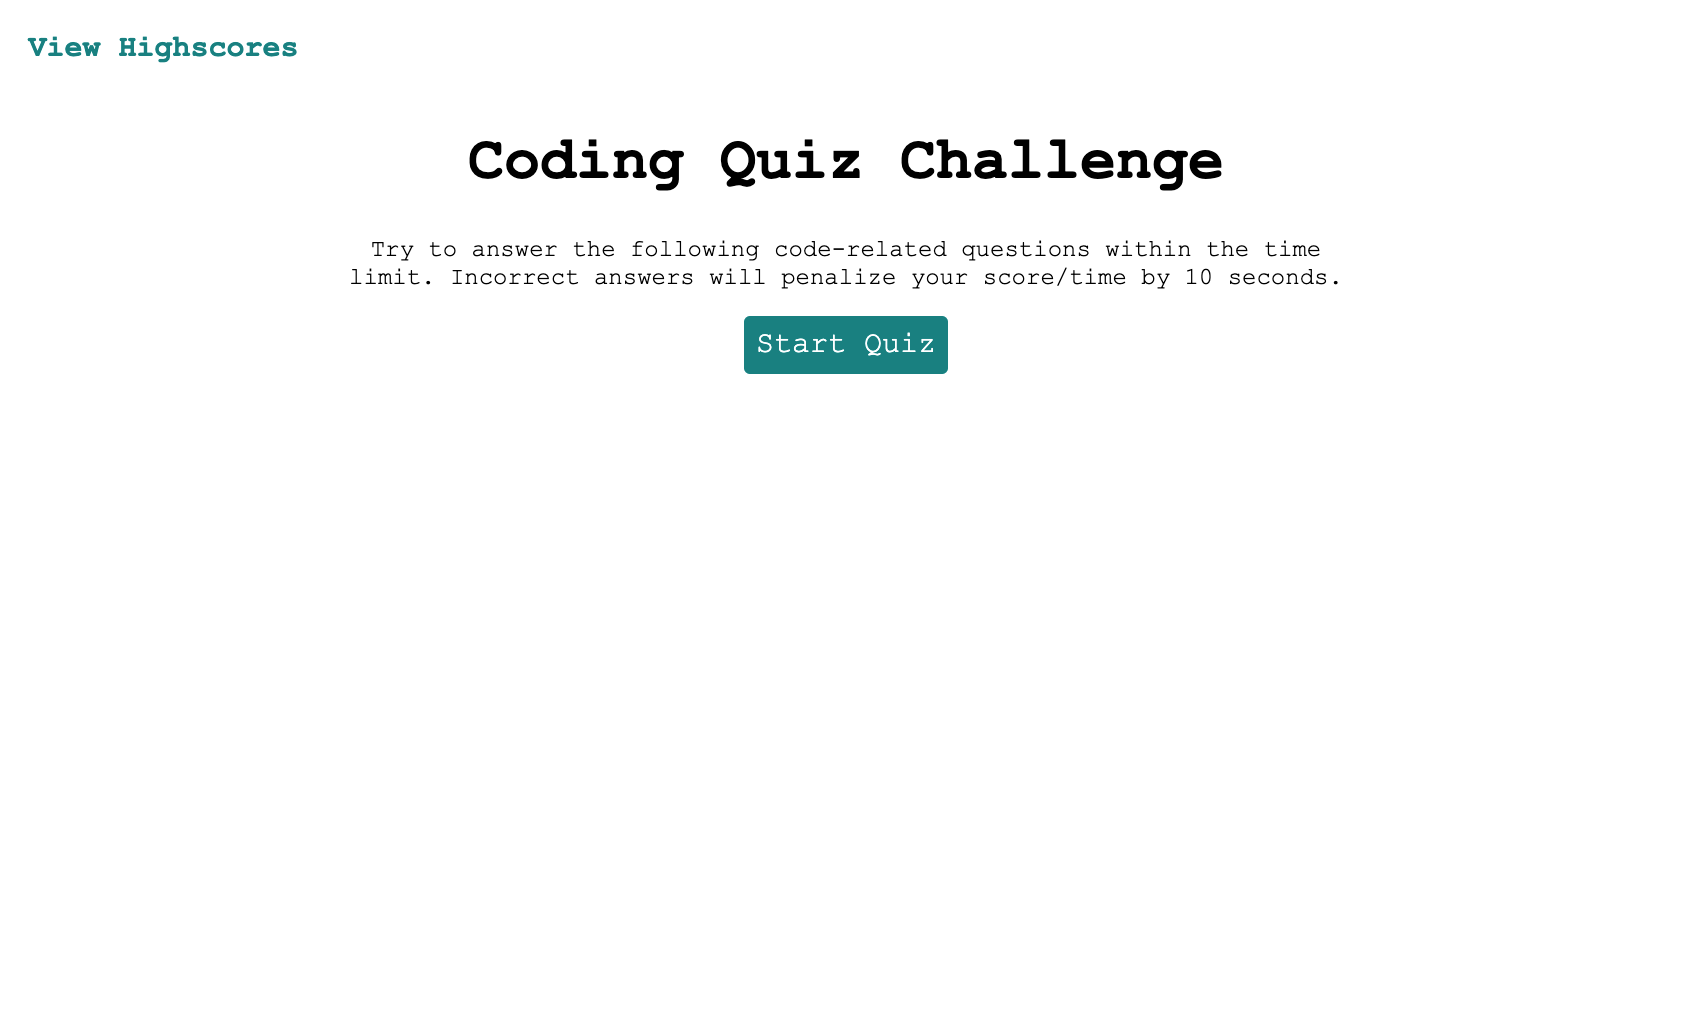 View Highscores
Coding Quiz Challenge
Try to answer the following code-related questions within the time
limit. Incorrect answers will penalize your score/time by 10 seconds.
Start Quiz